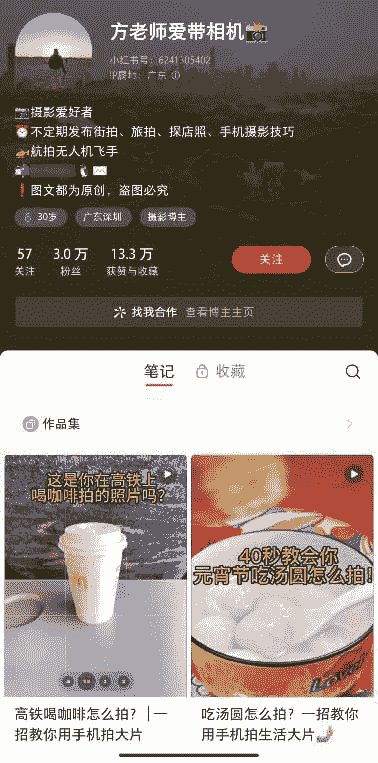 方老师爱带相机📸
小红书号：6241305402
IP属地：广东
📷摄影爱好者
⏰不定期发布街拍、旅拍、探店照、手机摄影技巧
航拍无人机飞手
❗图文都为原创，盗图必究
30岁 广东深圳 摄影博主
57 3.0万 13.3万
关注 粉丝 获赞与收藏 关注
找我合作 查看博主主页
笔记 收藏
作品集
这是你在高铁上
喝咖啡拍的照片吗？
40秒教会你
元宵节吃汤圆怎么拍！
高铁喝咖啡怎么拍？｜一
招教你用手机拍大片
吃汤圆怎么拍？一招教你
用手机拍生活大片